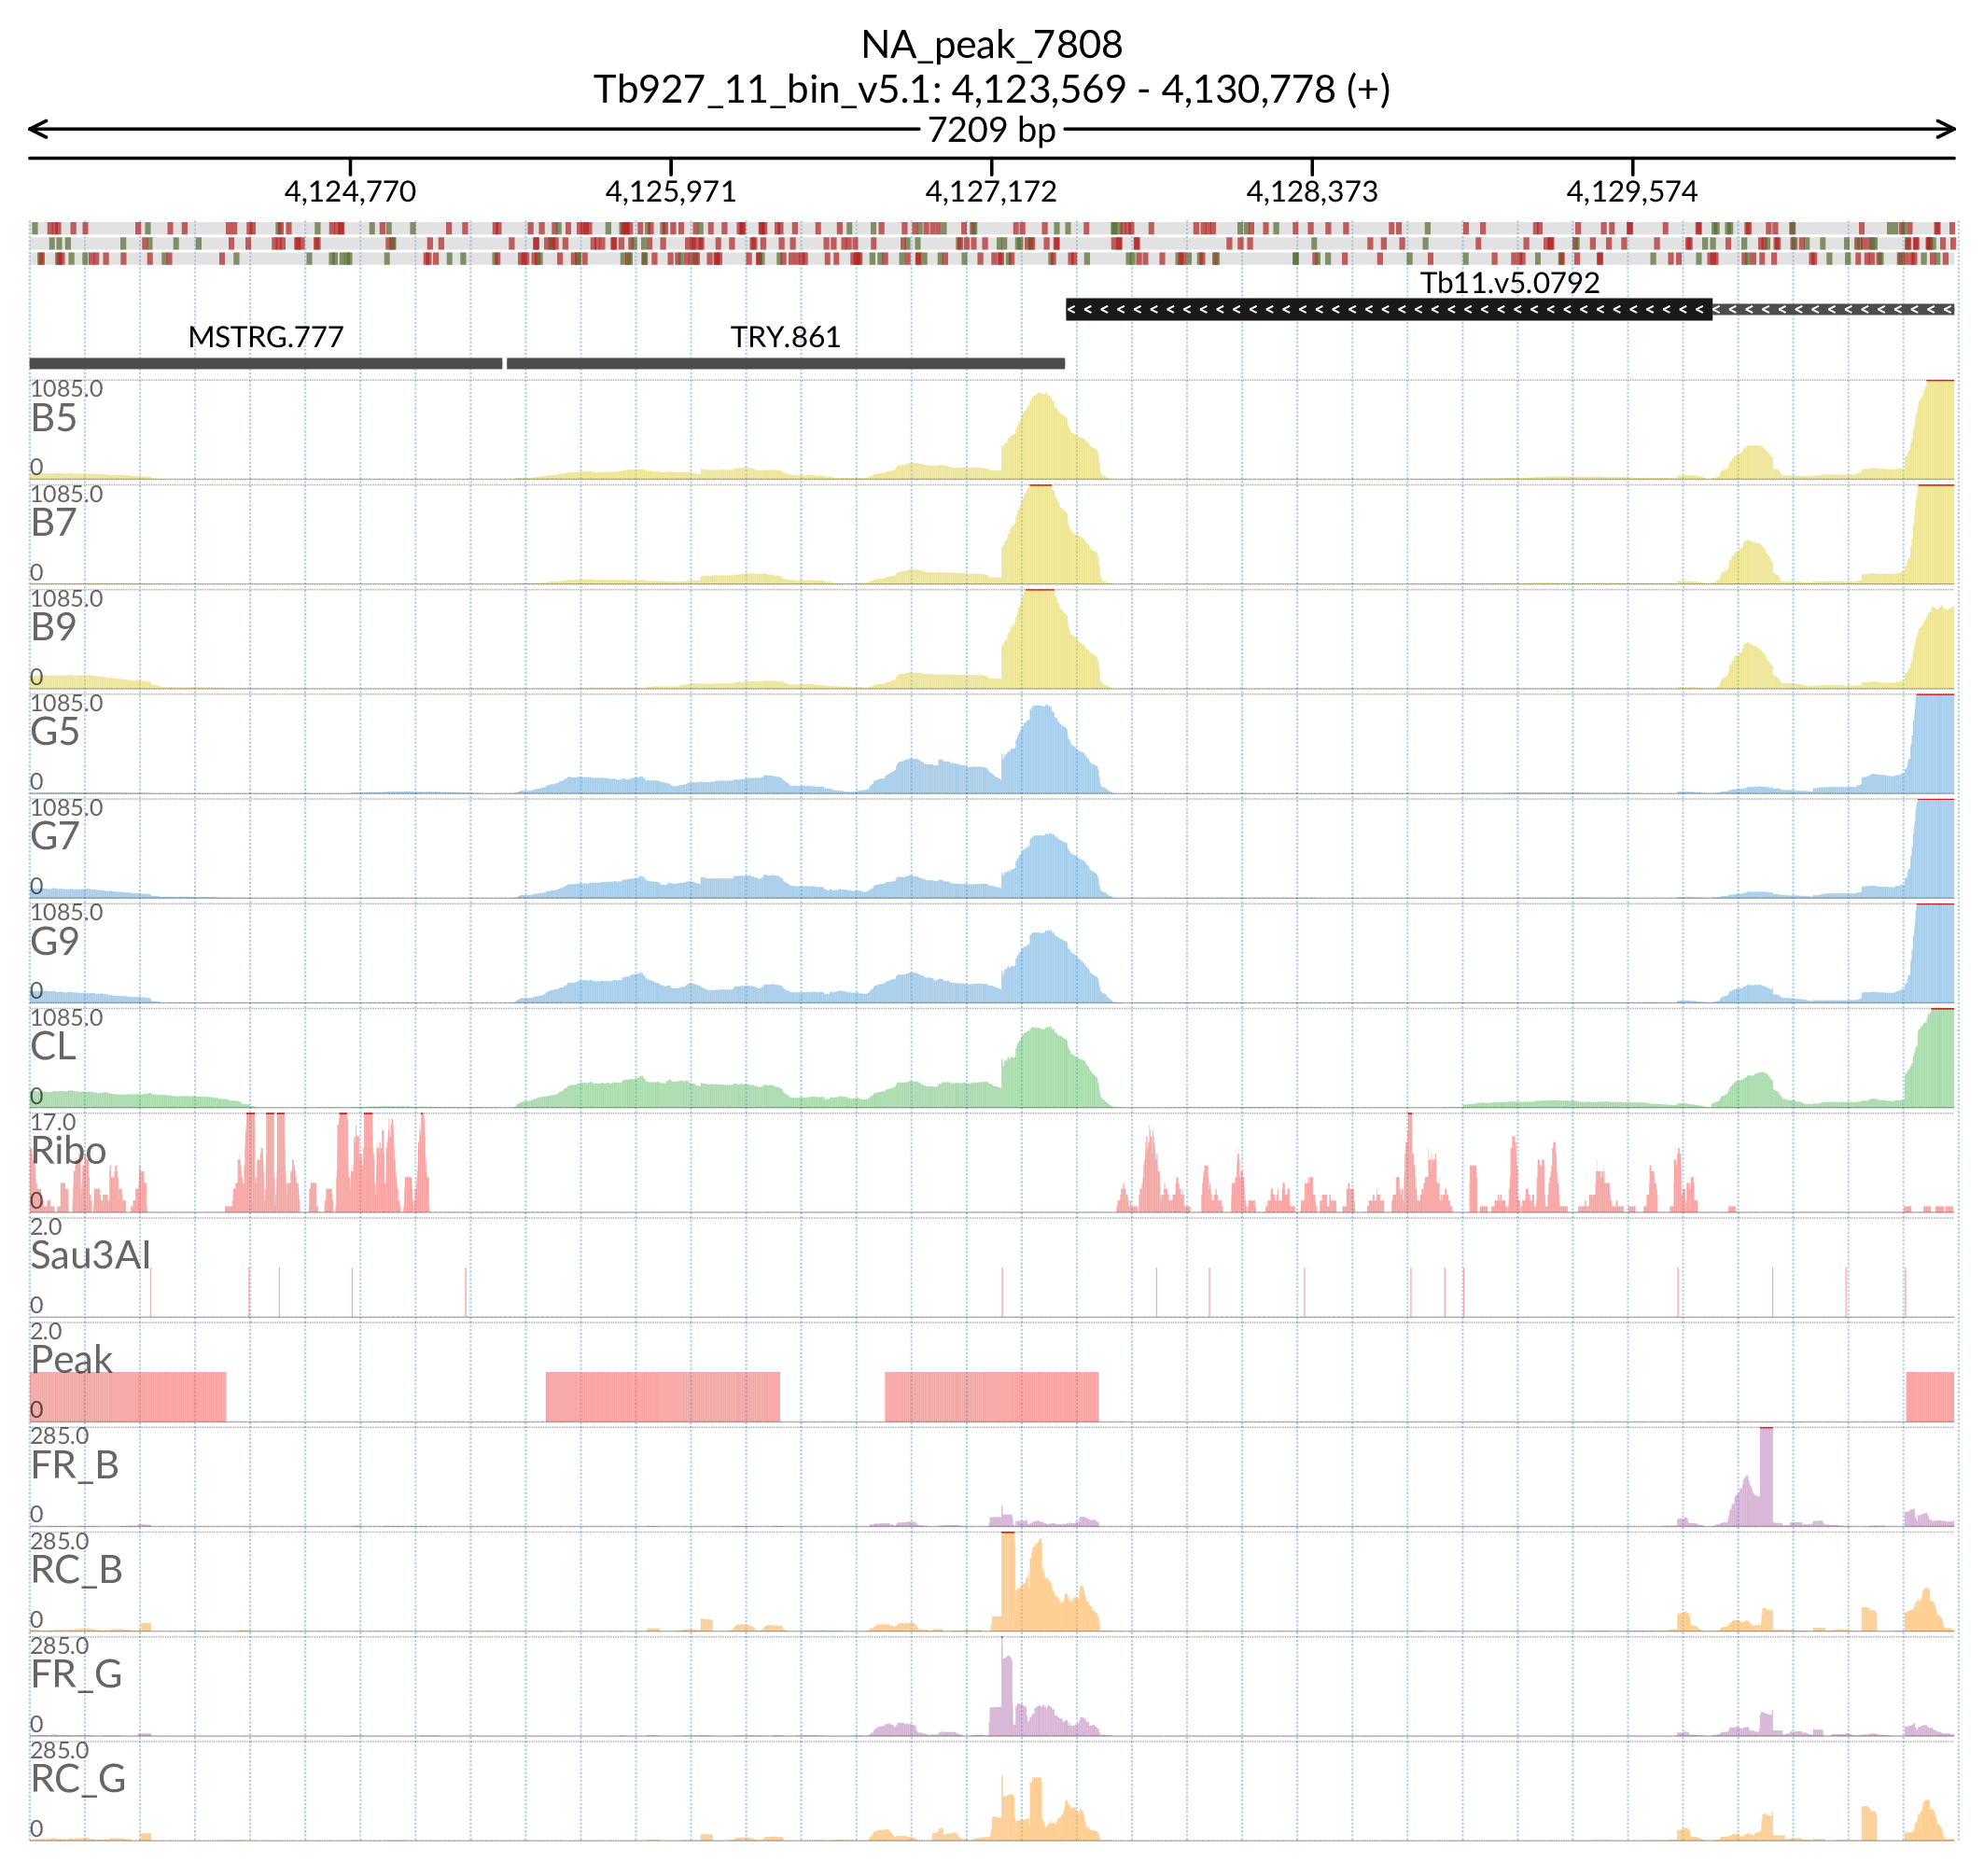 NA_peak_7808
Tb927_11_bin_v5.1: 4,123,569 - 4,130,778 (+)
7209 bp
4,124,770 4,125,971 4,127,172 4,128,373 4,129,574
Tb11.v5.0792
MSTRG.777 TRY.861
1085.0
B5
0
1085.0
B7
0
1085.0
B9
0
1085.0
G5
0
1085.0
G7
0
1085.0
G9
0
1085.0
CL
0
17.0
Ribo
0
2.0
Sau3AI
0
2.0
Peak
0
285.0
FR_B
0
285.0
RC_B
0
285.0
FR_G
0
285.0
RC_G
0